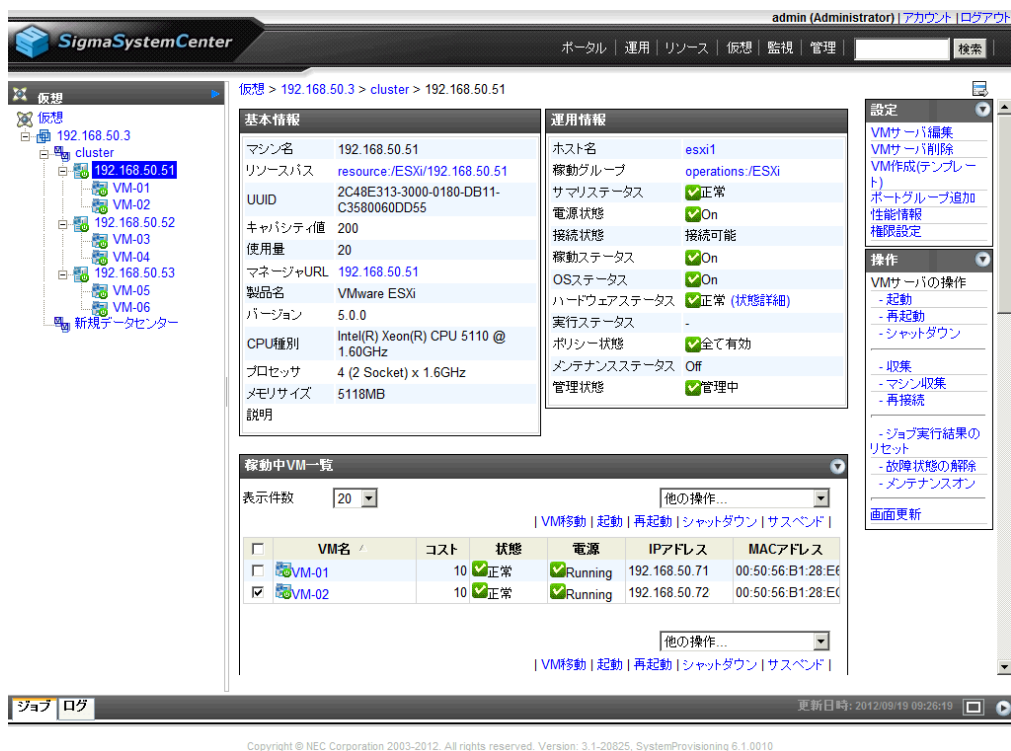 admin (Administrator) | アカウント | ログアウト
SigmaSystemCenter
ポータル | 運用 | リソース | 仮想 | 監視 | 管理 | 検索
仮想
仮想
192.168.50.3
cluster
192.168.50.51
VM-01
VM-02
192.168.50.52
VM-03
VM-04
192.168.50.53
VM-05
VM-06
新規データセンター
仮想 > 192.168.50.3 > cluster > 192.168.50.51
基本情報
マシン名 192.168.50.51
リソースパス resource:/ESXi/192.168.50.51
UUID 2C48E313-3000-0180-DB11-
C3580060DD55
キャパシティ値 200
使用量 20
マネージャURL 192.168.50.51
製品名 VMware ESXi
バージョン 5.0.0
CPU種別 Intel(R) Xeon(R) CPU 5110 @
1.60GHz
プロセッサ 4 (2 Socket) x 1.6GHz
メモリサイズ 5118MB
説明
運用情報
ホスト名 esxi1
稼動グループ operations:/ESXi
サマリステータス 正常
電源状態 On
接続状態 接続可能
稼動ステータス On
OSステータス On
ハードウェアステータス 正常 (状態詳細)
実行ステータス -
ポリシー状態 全て有効
メンテナンスステータス Off
管理状態 管理中
稼動中VM一覧
表示件数 20 他の操作...
| VM移動 | 起動 | 再起動 | シャットダウン | サスペンド |
VM名 コスト 状態 電源 IPアドレス MACアドレス
VM-01 10 正常 Running 192.168.50.71 00:50:56:B1:28:E6
VM-02 10 正常 Running 192.168.50.72 00:50:56:B1:28:E
他の操作...
| VM移動 | 起動 | 再起動 | シャットダウン | サスペンド |
設定
VMサーバ編集
VMサーバ削除
VM作成(テンプレー
ト)
ポートグループ追加
性能情報
権限設定
操作
VMサーバの操作
- 起動
- 再起動
- シャットダウン
- 収集
- マシン収集
- 再接続
- ジョブ実行結果の
リセット
- 故障状態の解除
- メンテナンスオン
画面更新
ジョブ ログ
更新日時: 2012/09/19 09:26:19
Copyright © NEC Corporation 2003-2012. All rights reserved. Version: 3.1-20825, SystemProvisioning 6.1.0010